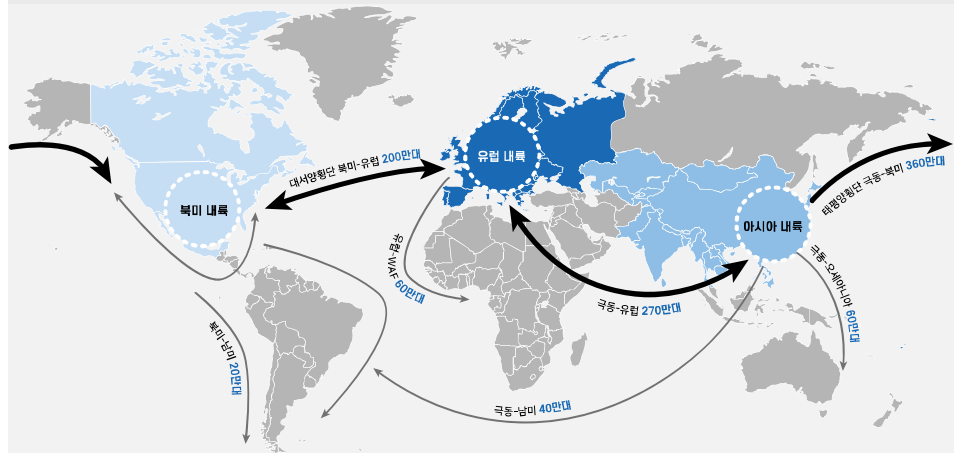 북미 내륙
대서양횡단 북미-유럽 200만대
유럽 내륙
아시아 내륙
태평양횡단 극동-북미 360만대
유럽-WAF 60만대
극동-유럽 270만대
극동-오세아니아 60만대
북미-남미 20만대
극동-남미 40만대